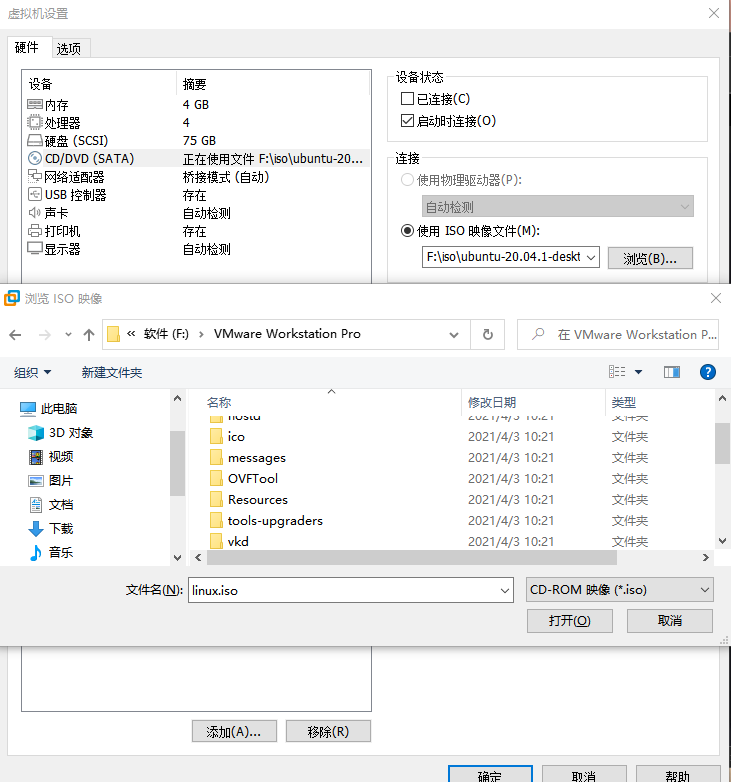 虚拟机设置
硬件 选项
设备 摘要
内存 4 GB
处理器 4
硬盘 (SCSI) 75 GB
CD/DVD (SATA) 正在使用文件 F:\iso\ubuntu-20...
网络适配器 桥接模式 (自动)
USB 控制器 存在
声卡 自动检测
打印机 存在
显示器 自动检测
设备状态
已连接(C)
启动时连接(O)
连接
使用物理驱动器(P):
自动检测
使用 ISO 映像文件(M):
F:\iso\ubuntu-20.04.1-deskt 浏览(B)...
浏览 ISO 映像
« 软件 (F:) › VMware Workstation Pro 在 VMware Workstation P...
组织 新建文件夹
此电脑
3D 对象
视频
图片
文档
下载
音乐
名称 修改日期 类型
hostd 2021/4/3 10:21 文件夹
ico 2021/4/3 10:21 文件夹
messages 2021/4/3 10:21 文件夹
OVFTool 2021/4/3 10:21 文件夹
Resources 2021/4/3 10:21 文件夹
tools-upgraders 2021/4/3 10:21 文件夹
vkd 2021/4/3 10:21 文件夹
文件名(N): linux.iso CD-ROM 映像 (*.iso)
打开(O) 取消
添加(A)... 移除(R)
确定 取消 帮助